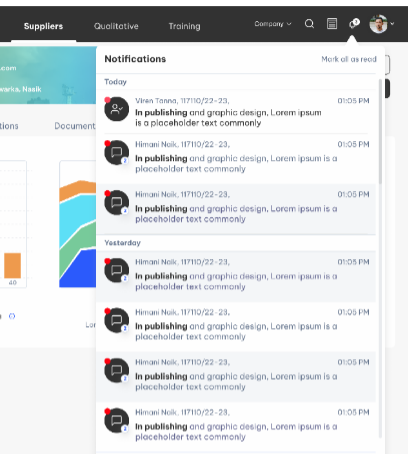 Suppliers
Qualitative
Training
Company
Notifications
Mark all as read
.com
warka, Nasik
Today
Viren Tanna, 117110/22-23,
01:05 PM
In publishing and graphic design, Lorem ipsum
is a placeholder text commonly
Himani Naik, 117110/22-23,
01:05 PM
In publishing and graphic design, Lorem ipsum is a
placeholder text commonly
Himani Naik, 117110/22-23,
01:05 PM
In publishing and graphic design, Lorem ipsum is a
placeholder text commonly
Yesterday
Himani Naik, 117110/22-23,
01:05 PM
In publishing and graphic design, Lorem ipsum is a
placeholder text commonly
Himani Naik, 117110/22-23,
01:05 PM
In publishing and graphic design, Lorem ipsum is a
placeholder text commonly
Himani Naik, 117110/22-23,
01:05 PM
In publishing and graphic design, Lorem ipsum is a
placeholder text commonly
Himani Naik, 117110/22-23,
01:05 PM
In publishing and graphic design, Lorem ipsum is a
placeholder text commonly
tions
Document
40
Lor